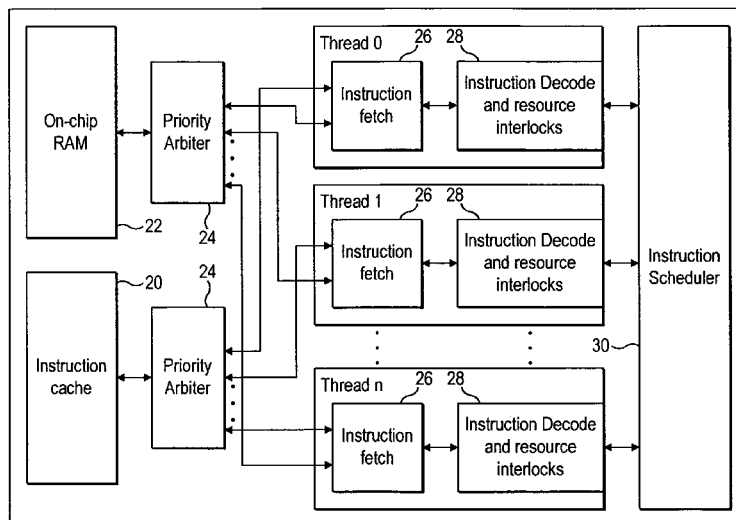 On-chip
RAM
22
Priority
Arbiter
24
Instruction
cache
20
Priority
Arbiter
24
Thread 0
26
28
Instruction
fetch
Instruction Decode
and resource
interlocks
Thread 1
26
28
Instruction
fetch
Instruction Decode
and resource
interlocks
Thread n
26
28
Instruction
fetch
Instruction Decode
and resource
interlocks
Instruction
Scheduler
30